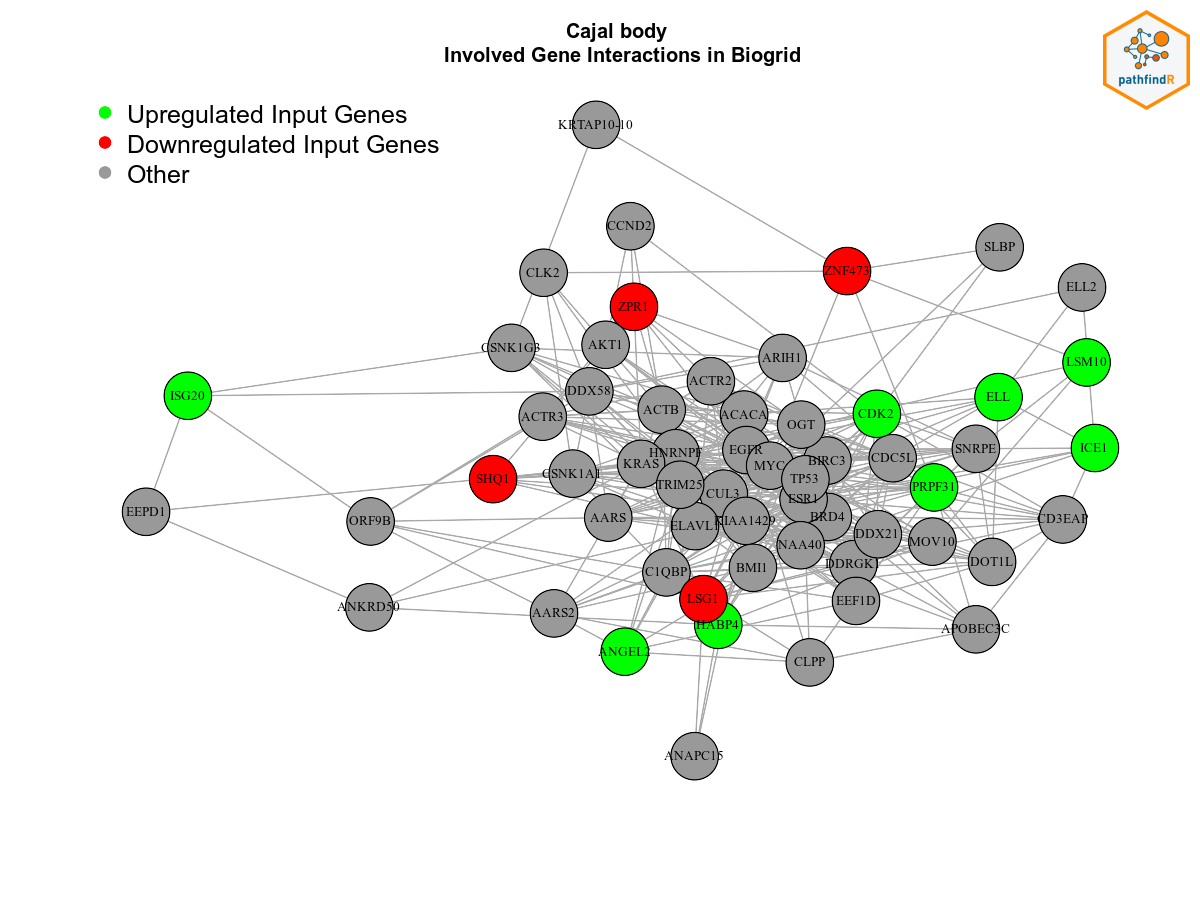 Cajal body
Involved Gene Interactions in Biogrid
pathfindR
Upregulated Input Genes
Downregulated Input Genes
Other
KRTAP10-10
CCND2
SLBP
CLK2
ZNF473
ELL2
ZPR1
AKT1
CSNK1G3
ARIH1
LSM10
ACTR2
DDX58
ISG20
ELL
ACTB
ACACA
CDK2
ACTR3
OGT
ICE1
EGFR
SNRPE
HNRNPF
CDC5L
BIRC3
KRAS
MYC
CSNK1A1
SHQ1
TP53
TRIM25
PRPF31
CUL3
ESR1
EEPD1
AARS
BRD4
CD3EAP
ORF9B
KIAA1429
ELAVL1
DDX21
MOV10
NAA40
DOT1L
DDRGK1
BMI1
C1QBP
LSG1
EEF1D
ANKRD50
AARS2
HABP4
APOBEC3C
ANGEL2
CLPP
ANAPC15